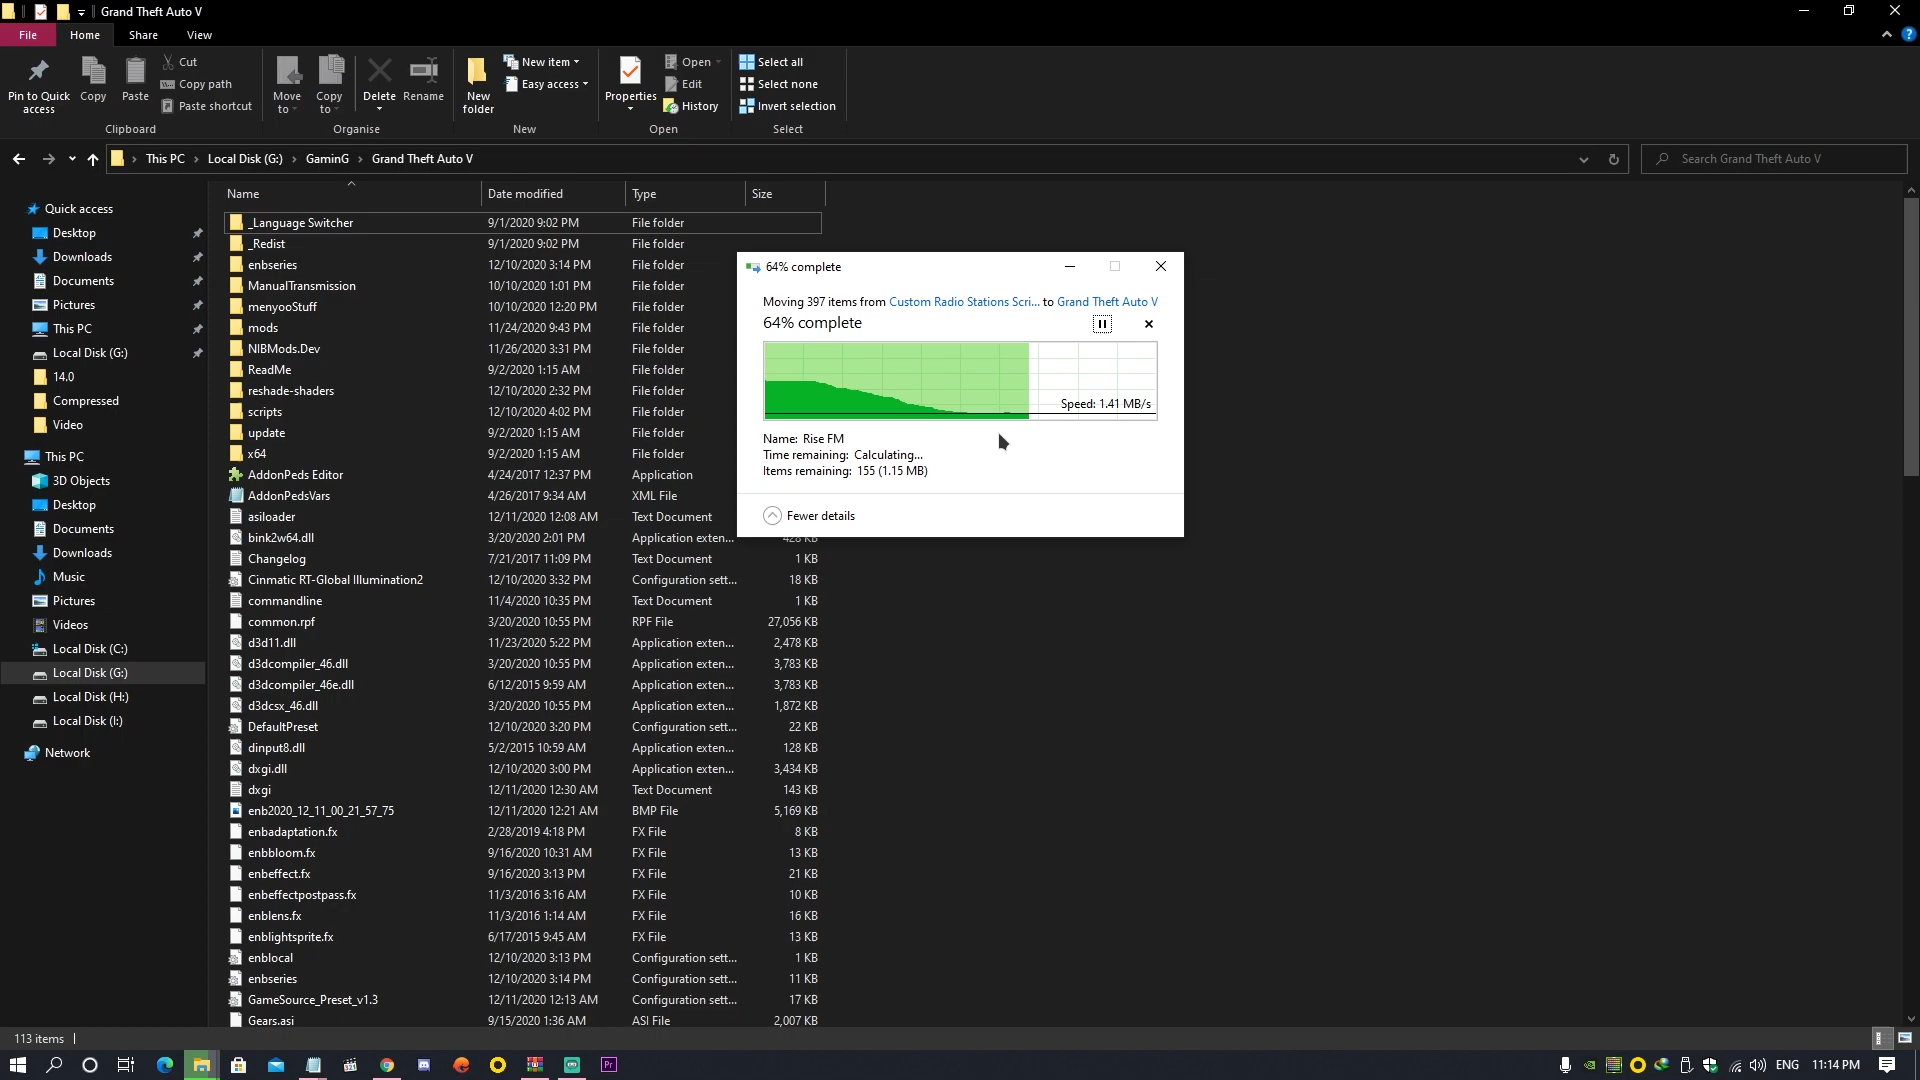 Grand Theft Auto V
File Home Share View
Pin to Quick access
Copy
Paste
Cut
Copy path
Paste shortcut
Clipboard
Move to
Copy to
Delete
Rename
Organise
New folder
New item
Easy access
New
Properties
Open
Edit
History
Open
Select all
Select none
Invert selection
Select
This PC › Local Disk (G:) › GaminG › Grand Theft Auto V
Search Grand Theft Auto V
Quick access
Desktop
Downloads
Documents
Pictures
This PC
Local Disk (G:)
14.0
Compressed
Video
This PC
3D Objects
Desktop
Documents
Downloads
Music
Pictures
Videos
Local Disk (C:)
Local Disk (G:)
Local Disk (H:)
Local Disk (I:)
Network
Name Date modified Type Size
_Language Switcher 9/1/2020 9:02 PM File folder
_Redist 9/1/2020 9:02 PM File folder
enbseries 12/10/2020 3:14 PM File folder
ManualTransmission 10/10/2020 1:01 PM File folder
menyooStuff 10/10/2020 12:20 PM File folder
mods 11/24/2020 9:43 PM File folder
NIBMods.Dev 11/26/2020 3:31 PM File folder
ReadMe 9/2/2020 1:15 AM File folder
reshade-shaders 12/10/2020 2:32 PM File folder
scripts 12/10/2020 4:02 PM File folder
update 9/2/2020 1:15 AM File folder
x64 9/2/2020 1:15 AM File folder
AddonPeds Editor 4/24/2017 12:37 PM Application
AddonPedsVars 4/26/2017 9:34 AM XML File
asiloader 12/11/2020 12:08 AM Text Document
bink2w64.dll 3/20/2020 2:01 PM Application exten... 428 KB
Changelog 7/21/2017 11:09 PM Text Document 1 KB
Cinmatic RT-Global Illumination2 12/10/2020 3:32 PM Configuration sett... 18 KB
commandline 11/4/2020 10:35 PM Text Document 1 KB
common.rpf 3/20/2020 10:55 PM RPF File 27,056 KB
d3d11.dll 11/23/2020 5:22 PM Application exten... 2,478 KB
d3dcompiler_46.dll 3/20/2020 10:55 PM Application exten... 3,783 KB
d3dcompiler_46e.dll 6/12/2015 9:59 AM Application exten... 3,783 KB
d3dcsx_46.dll 3/20/2020 10:55 PM Application exten... 1,872 KB
DefaultPreset 12/10/2020 3:20 PM Configuration sett... 22 KB
dinput8.dll 5/2/2015 10:59 AM Application exten... 128 KB
dxgi.dll 12/10/2020 3:00 PM Application exten... 3,434 KB
dxgi 12/11/2020 12:30 AM Text Document 143 KB
enb2020_12_11_00_21_57_75 12/11/2020 12:21 AM BMP File 5,169 KB
enbadaptation.fx 2/28/2019 4:18 PM FX File 8 KB
enbbloom.fx 9/16/2020 10:31 AM FX File 13 KB
enbeffect.fx 9/16/2020 3:13 PM FX File 21 KB
enbeffectpostpass.fx 11/3/2016 3:16 AM FX File 10 KB
enblens.fx 11/3/2016 1:14 AM FX File 16 KB
enblightsprite.fx 6/17/2015 9:45 AM FX File 13 KB
enblocal 12/10/2020 3:13 PM Configuration sett... 1 KB
enbseries 12/10/2020 3:14 PM Configuration sett... 11 KB
GameSource_Preset_v1.3 12/11/2020 12:13 AM Configuration sett... 17 KB
Gears.asi 9/15/2020 1:36 AM ASI File 2,007 KB
64% complete
Moving 397 items from Custom Radio Stations Scri... to Grand Theft Auto V
64% complete
Speed: 1.41 MB/s
Name: Rise FM
Time remaining: Calculating...
Items remaining: 155 (1.15 MB)
Fewer details
113 items
Pr
ENG 11:14 PM